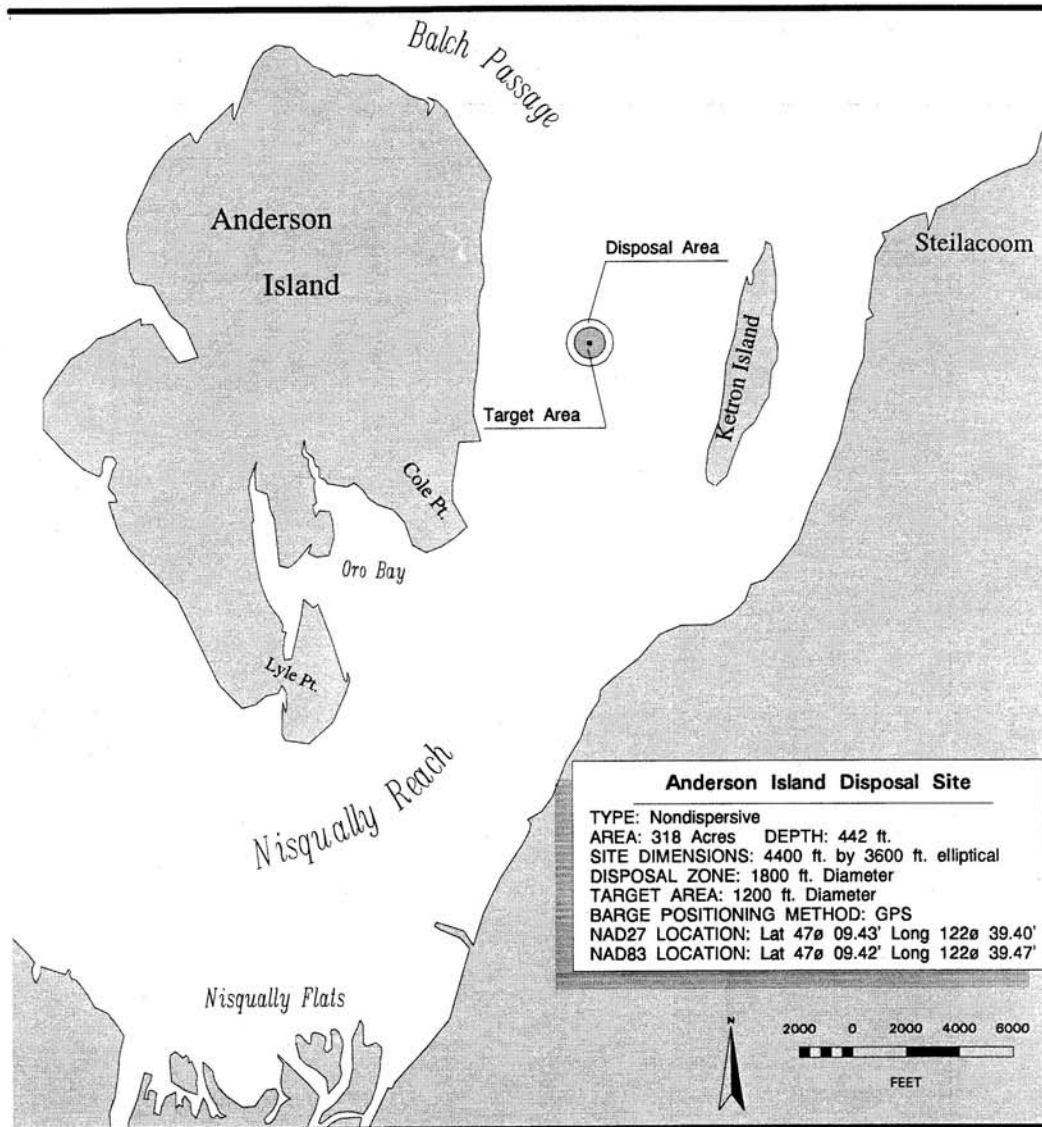 Balch Passage
Anderson
Island
Steilacoom
Disposal Area
Ketron Island
Target Area
Cole Pt.
Oro Bay
Lyle Pt.
Nisqually Reach
Anderson Island Disposal Site
TYPE: Nondispersive
AREA: 318 Acres DEPTH: 442 ft.
SITE DIMENSIONS: 4400 ft. by 3600 ft. elliptical
DISPOSAL ZONE: 1800 ft. Diameter
TARGET AREA: 1200 ft. Diameter
BARGE POSITIONING METHOD: GPS
NAD27 LOCATION: Lat 47ø 09.43' Long 122ø 39.40'
NAD83 LOCATION: Lat 47ø 09.42' Long 122ø 39.47'
Nisqually Flats
N
2000 0 2000 4000 6000
FEET